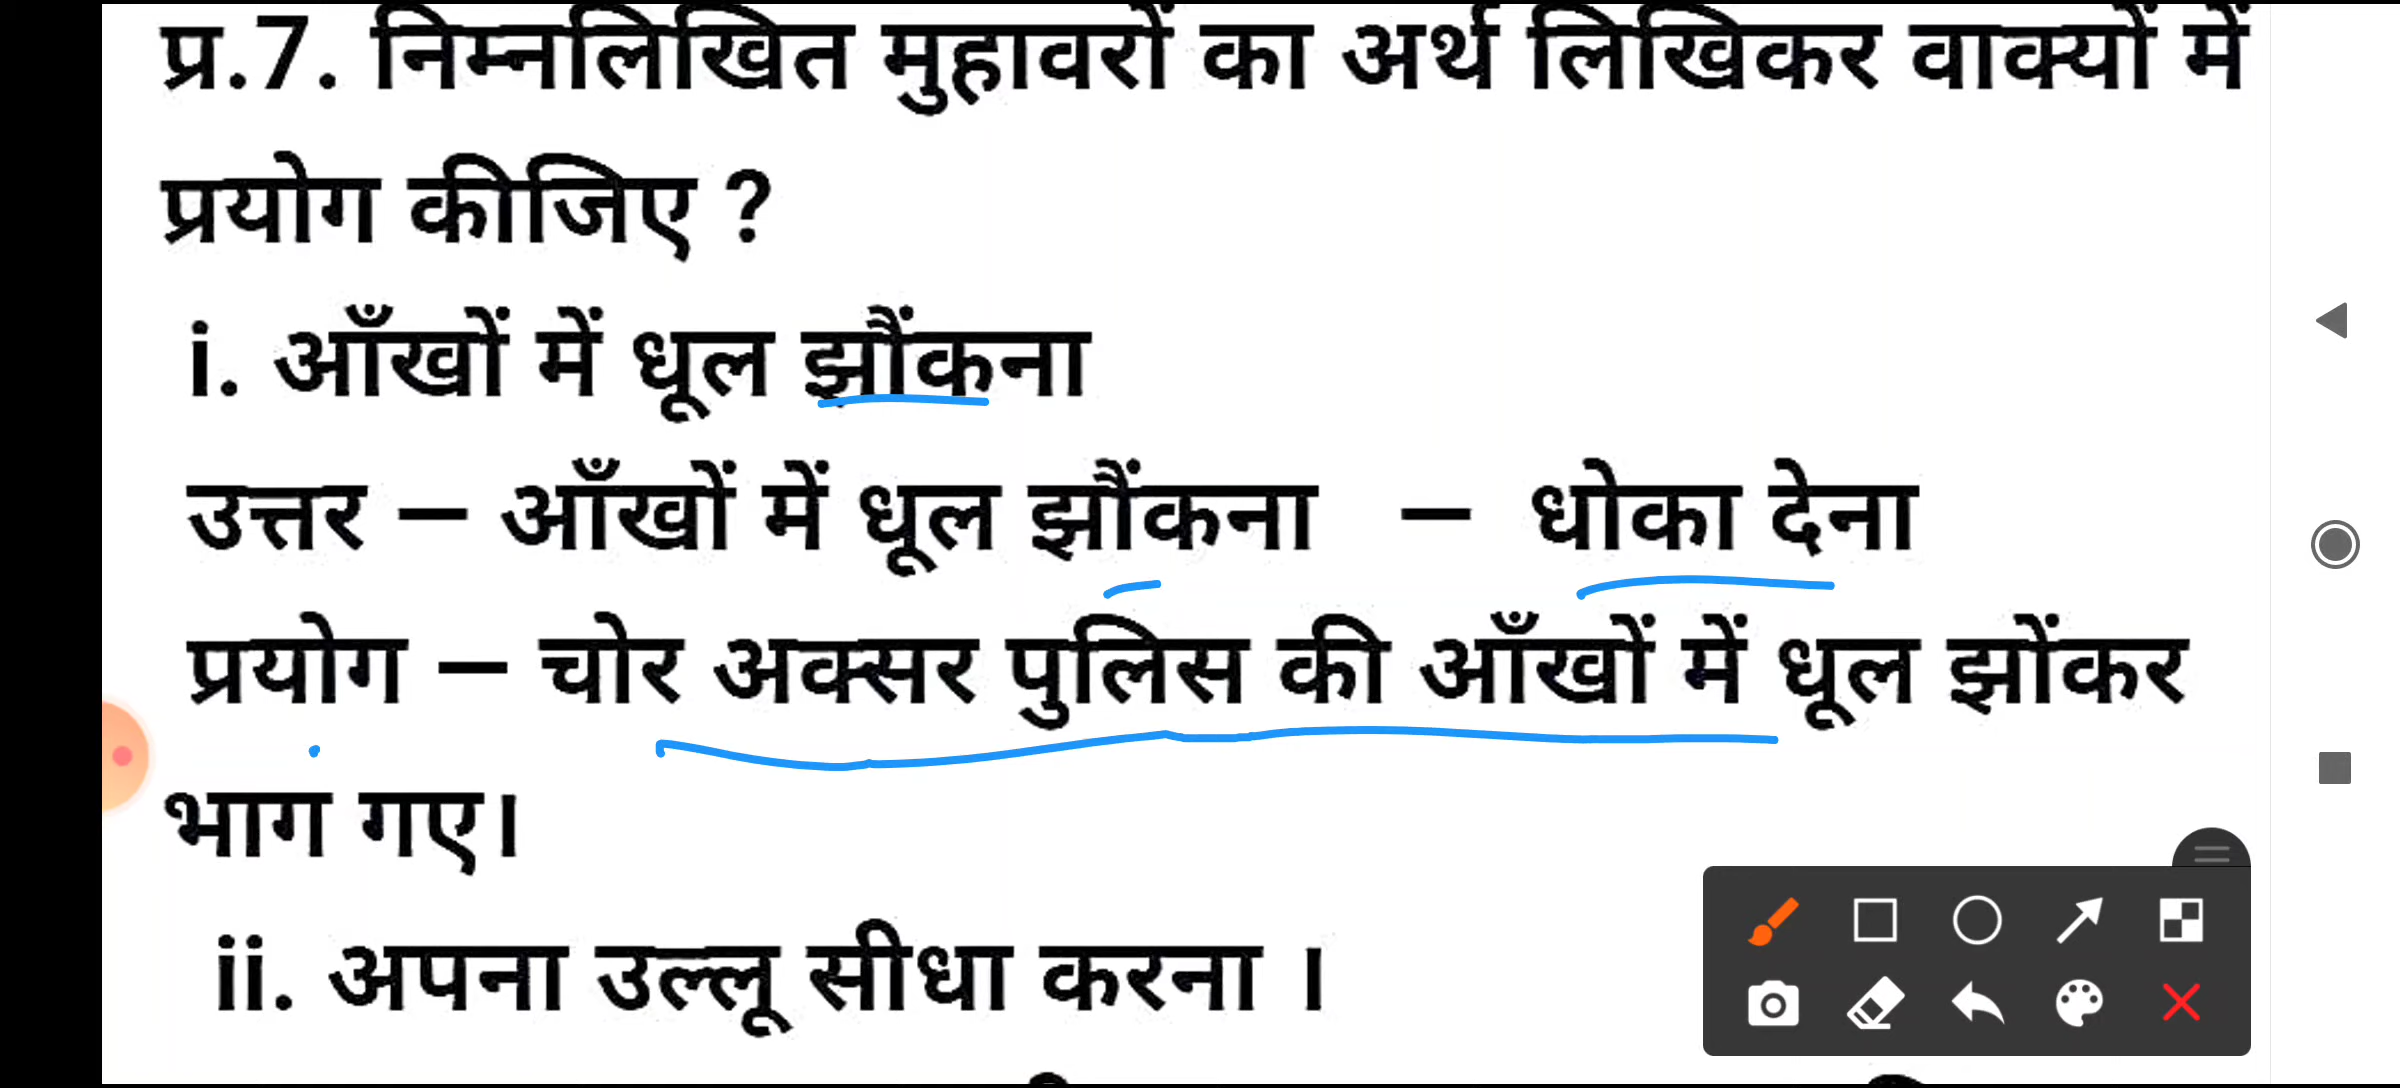 प्र.7. निम्नलिखित मुहावरों का अर्थ लिखिकर वाक्यों में
प्रयोग कीजिए ?
i. आँखों में धूल झौंकना
उत्तर – आँखों में धूल झौंकना – धोका देना
प्रयोग – चोर अक्सर पुलिस की आँखों में धूल झोंकर
भाग गए।
ii. अपना उल्लू सीधा करना ।